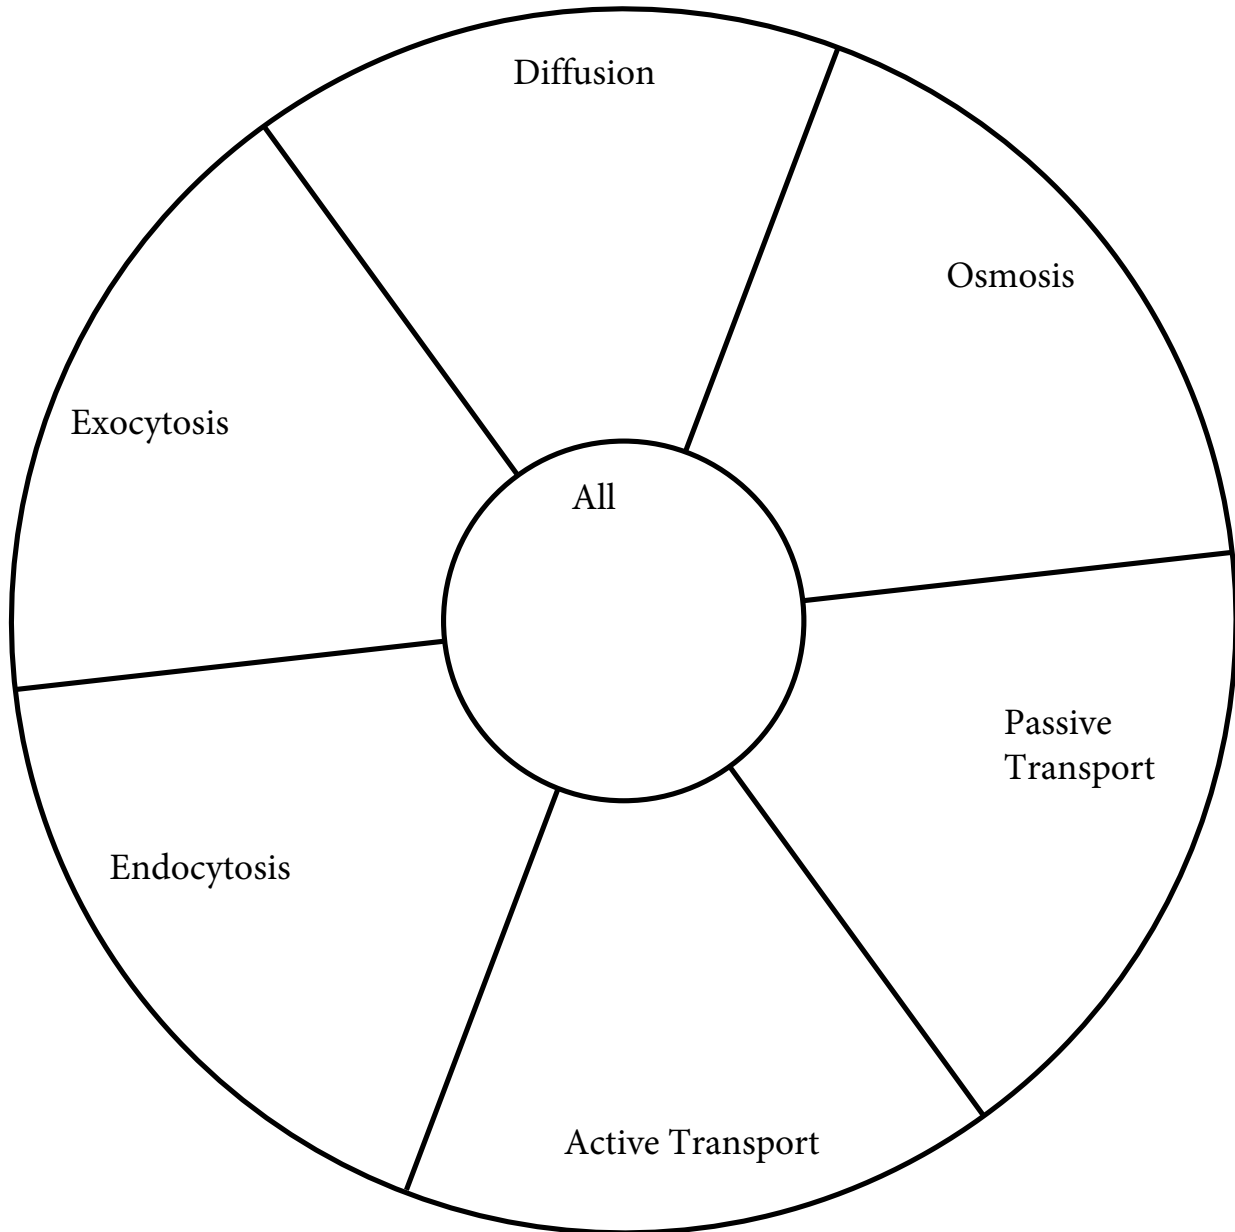 Diffusion
Osmosis
Exocytosis
All
Passive
Transport
Endocytosis
Active Transport